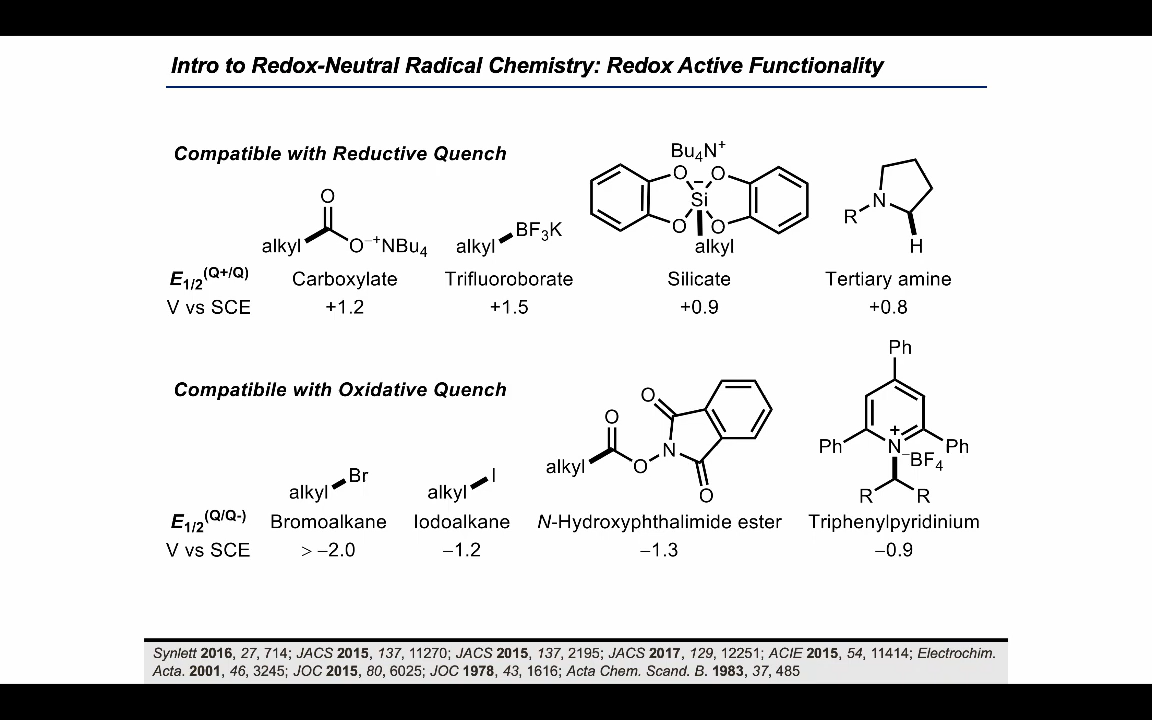 Intro to Redox-Neutral Radical Chemistry: Redox Active Functionality
Compatible with Reductive Quench
O
alkyl O⁻ ⁺NBu₄
alkyl BF₃K
Bu₄N⁺
O O
– Si
O O
alkyl
R N
H
Carboxylate Trifluoroborate Silicate Tertiary amine
E₁/₂(Q+/Q)
V vs SCE +1.2 +1.5 +0.9 +0.8
Compatibile with Oxidative Quench
alkyl Br
alkyl I
O
O
alkyl O N
O
Ph
Ph N + Ph
⁻BF₄
R R
E₁/₂(Q/Q-) Bromoalkane Iodoalkane N-Hydroxyphthalimide ester Triphenylpyridinium
V vs SCE > –2.0 –1.2 –1.3 –0.9
Synlett 2016, 27, 714; JACS 2015, 137, 11270; JACS 2015, 137, 2195; JACS 2017, 129, 12251; ACIE 2015, 54, 11414; Electrochim.
Acta. 2001, 46, 3245; JOC 2015, 80, 6025; JOC 1978, 43, 1616; Acta Chem. Scand. B. 1983, 37, 485